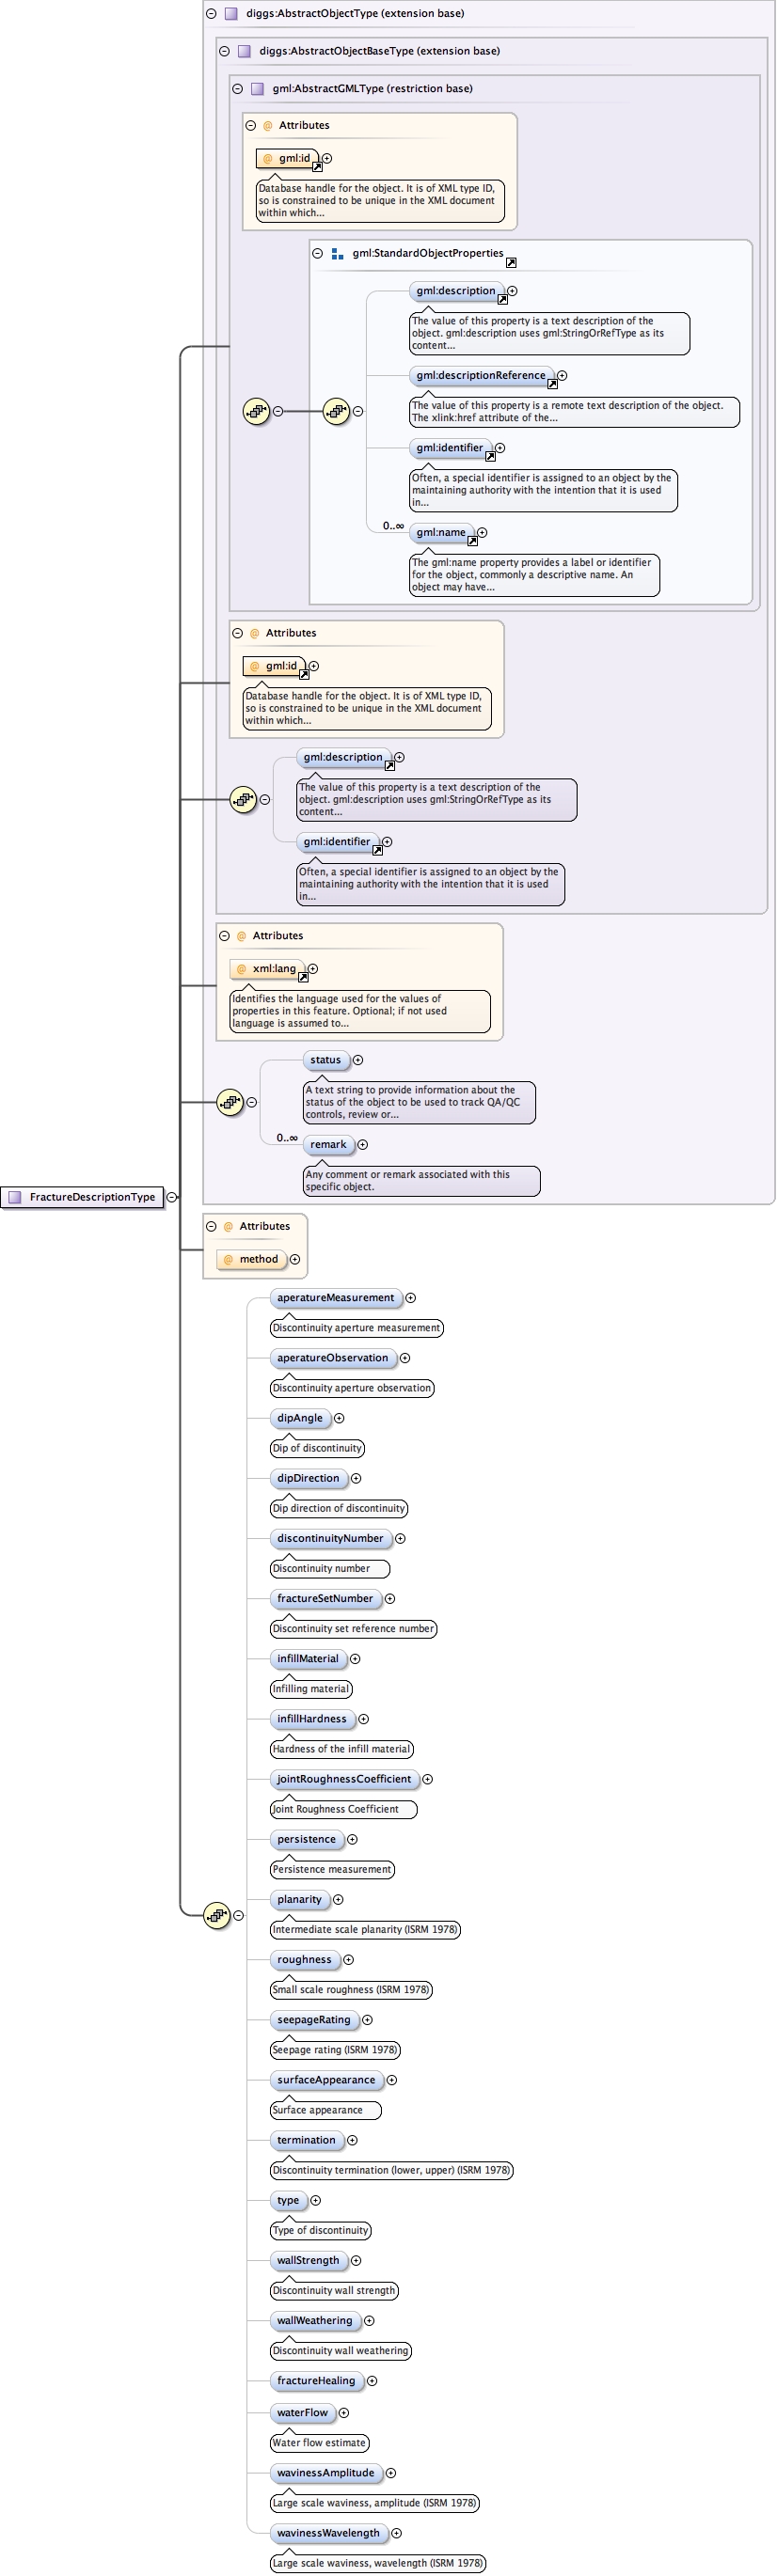 diggs:AbstractObjectType (extension base)
diggs:AbstractObjectBaseType (extension base)
gml:AbstractGMLType (restriction base)
@ Attributes
@ gml:id
Database handle for the object. It is of XML type ID,
so is constrained to be unique in the XML document
within which...
gml:StandardObjectProperties
gml:description
The value of this property is a text description of the
object. gml:description uses gml:StringOrRefType as its
content...
gml:descriptionReference
The value of this property is a remote text description of the object.
The xlink:href attribute of the...
gml:identifier
Often, a special identifier is assigned to an object by the
maintaining authority with the intention that it is used
in...
0..∞
gml:name
The gml:name property provides a label or identifier
for the object, commonly a descriptive name. An
object may have...
@ Attributes
@ gml:id
Database handle for the object. It is of XML type ID,
so is constrained to be unique in the XML document
within which...
gml:description
The value of this property is a text description of the
object. gml:description uses gml:StringOrRefType as its
content...
gml:identifier
Often, a special identifier is assigned to an object by the
maintaining authority with the intention that it is used
in...
@ Attributes
@ xml:lang
Identifies the language used for the values of
properties in this feature. Optional; if not used
language is assumed to...
status
A text string to provide information about the
status of the object to be used to track QA/QC
controls, review or...
0..∞
remark
Any comment or remark associated with this
specific object.
FractureDescriptionType
@ Attributes
@ method
aperatureMeasurement
Discontinuity aperture measurement
aperatureObservation
Discontinuity aperture observation
dipAngle
Dip of discontinuity
dipDirection
Dip direction of discontinuity
discontinuityNumber
Discontinuity number
fractureSetNumber
Discontinuity set reference number
infillMaterial
Infilling material
infillHardness
Hardness of the infill material
jointRoughnessCoefficient
Joint Roughness Coefficient
persistence
Persistence measurement
planarity
Intermediate scale planarity (ISRM 1978)
roughness
Small scale roughness (ISRM 1978)
seepageRating
Seepage rating (ISRM 1978)
surfaceAppearance
Surface appearance
termination
Discontinuity termination (lower, upper) (ISRM 1978)
type
Type of discontinuity
wallStrength
Discontinuity wall strength
wallWeathering
Discontinuity wall weathering
fractureHealing
waterFlow
Water flow estimate
wavinessAmplitude
Large scale waviness, amplitude (ISRM 1978)
wavinessWavelength
Large scale waviness, wavelength (ISRM 1978)